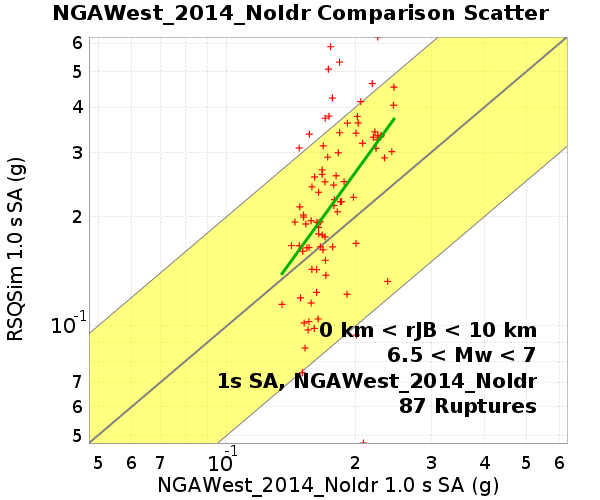 NGAWest_2014_NoIdr Comparison Scatter
6
5
4
3
2
10^-1
7
6
5
RSQSim 1.0 s SA (g)
0 km < rJB < 10 km
6.5 < Mw < 7
1s SA, NGAWest_2014_NoIdr
87 Ruptures
5 6 7 10^-1 2 3 4 5 6
NGAWest_2014_NoIdr 1.0 s SA (g)